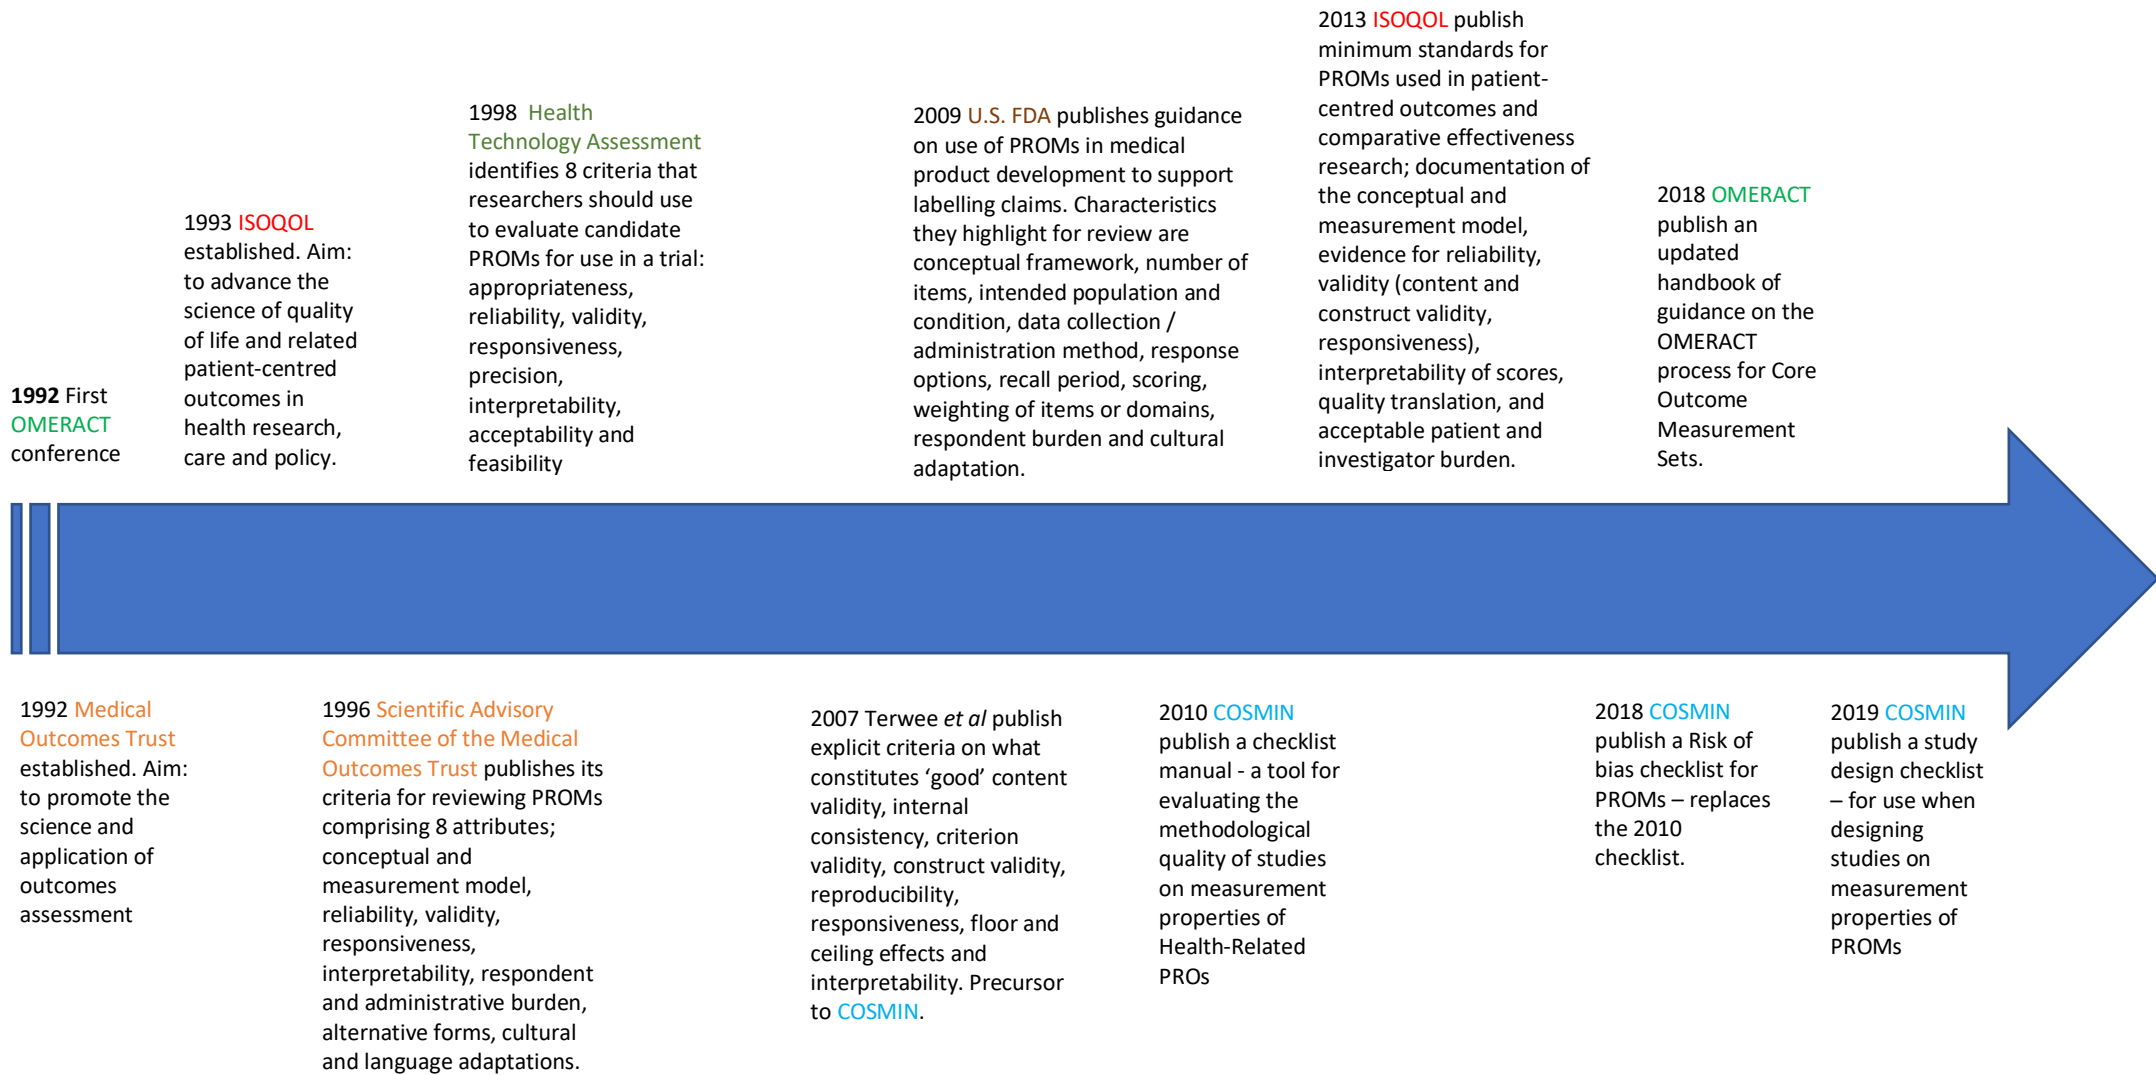 1992 First
OMERACT
conference
1993 ISOQOL
established. Aim:
to advance the
science of quality
of life and related
patient-centred
outcomes in
health research,
care and policy.
1998  Health
Technology Assessment
identifies 8 criteria that
researchers should use
to evaluate candidate
PROMs for use in a trial:
appropriateness,
reliability, validity,
responsiveness,
precision,
interpretability,
acceptability and
feasibility
2009 U.S. FDA publishes guidance
on use of PROMs in medical
product development to support
labelling claims. Characteristics
they highlight for review are
conceptual framework, number of
items, intended population and
condition, data collection /
administration method, response
options, recall period, scoring,
weighting of items or domains,
respondent burden and cultural
adaptation.
2013 ISOQOL publish
minimum standards for
PROMs used in patient-
centred outcomes and
comparative effectiveness
research; documentation of
the conceptual and
measurement model,
evidence for reliability,
validity (content and
construct validity,
responsiveness),
interpretability of scores,
quality translation, and
acceptable patient and
investigator burden.
2018 OMERACT
publish an
updated
handbook of
guidance on the
OMERACT
process for Core
Outcome
Measurement
Sets.
1992 Medical
Outcomes Trust
established. Aim:
to promote the
science and
application of
outcomes
assessment
1996 Scientific Advisory
Committee of the Medical
Outcomes Trust publishes its
criteria for reviewing PROMs
comprising 8 attributes;
conceptual and
measurement model,
reliability, validity,
responsiveness,
interpretability, respondent
and administrative burden,
alternative forms, cultural
and language adaptations.
2007 Terwee et al publish
explicit criteria on what
constitutes ‘good’ content
validity, internal
consistency, criterion
validity, construct validity,
reproducibility,
responsiveness, floor and
ceiling effects and
interpretability. Precursor
to COSMIN.
2010 COSMIN
publish a checklist
manual - a tool for
evaluating the
methodological
quality of studies
on measurement
properties of
Health-Related
PROs
2018 COSMIN
publish a Risk of
bias checklist for
PROMs – replaces
the 2010
checklist.
2019 COSMIN
publish a study
design checklist
– for use when
designing
studies on
measurement
properties of
PROMs